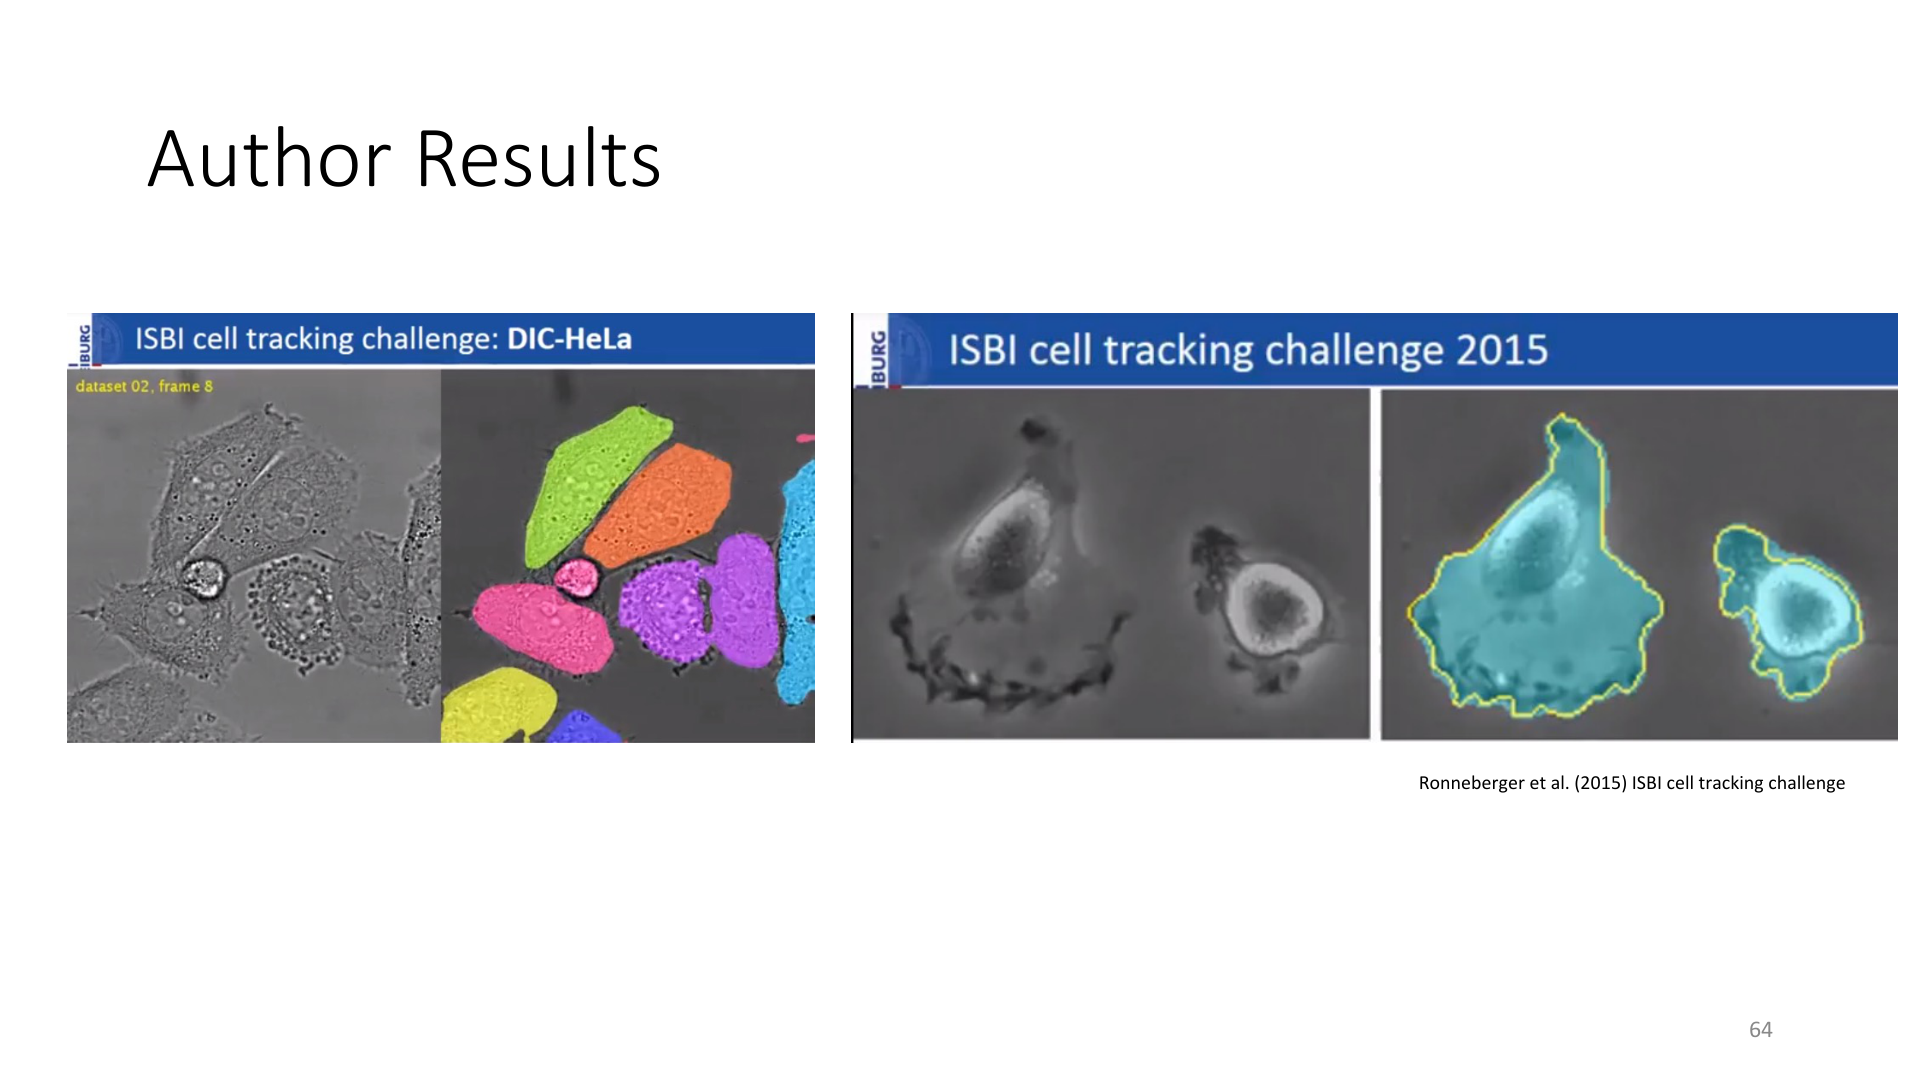 Author Results
IBURG
ISBI cell tracking challenge: DIC-HeLa
dataset 02, frame 8
IBURG
ISBI cell tracking challenge 2015
Ronneberger et al. (2015) ISBI cell tracking challenge
64